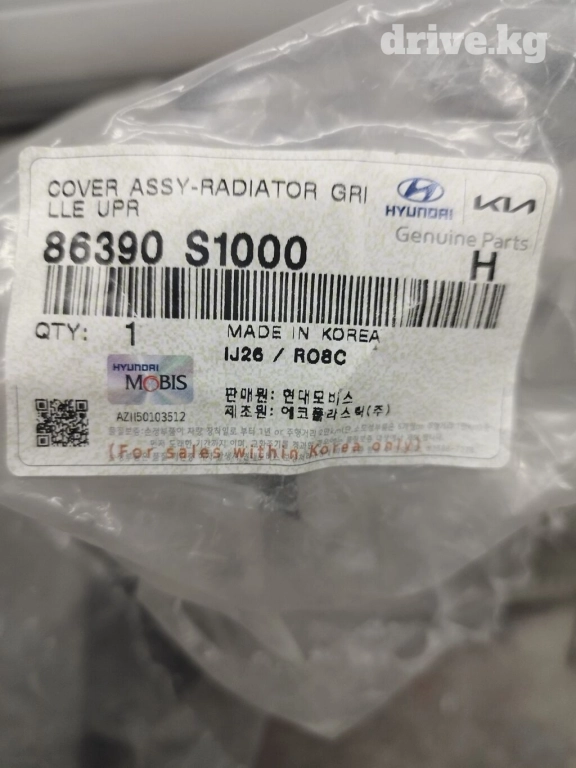 drive.kg
COVER ASSY-RADIATOR GRI
LLE UPR
HYUNDAI KIA
Genuine Parts
86390 S1000
H
QTY: 1
MADE IN KOREA
IJ26 / R08C
HYUNDAI
MOBIS
판매원: 현대모비스
제조원: 에코플라스틱(주)
AZH50103512
(For sales within Korea only)